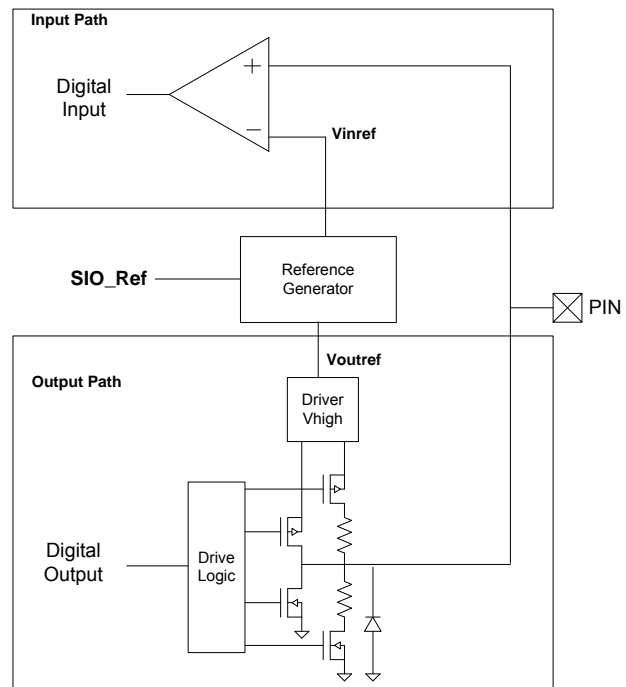 Input Path
Digital
Input
+
−
Vinref
SIO_Ref
Reference
Generator
PIN
Voutref
Output Path
Driver
Vhigh
Digital
Output
Drive
Logic